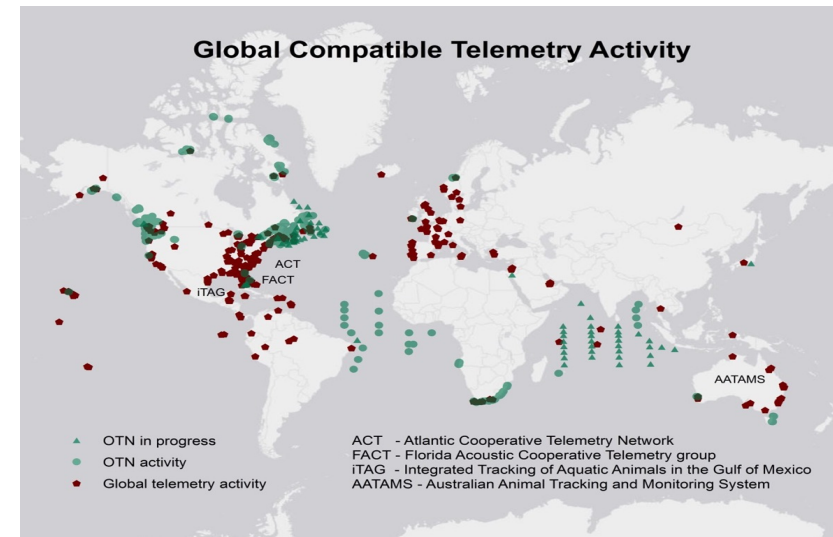 Global Compatible Telemetry Activity
ACT
FACT
iTAG
AATAMS
OTN in progress
OTN activity
Global telemetry activity
ACT - Atlantic Cooperative Telemetry Network
FACT - Florida Acoustic Cooperative Telemetry group
iTAG - Integrated Tracking of Aquatic Animals in the Gulf of Mexico
AATAMS - Australian Animal Tracking and Monitoring System